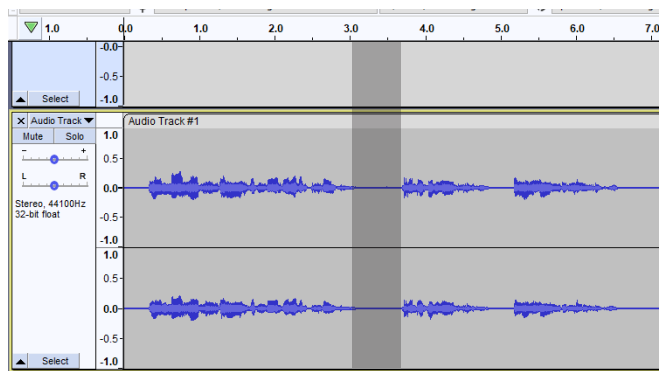 1.0 0.0 1.0 2.0 3.0 4.0 5.0 6.0 7.0
-0.0-
-0.5-
Select -1.0
× Audio Track Audio Track #1
Mute Solo 1.0
- +
0.5-
L R
0.0-
Stereo, 44100Hz
32-bit float
-0.5-
-1.0
1.0
0.5-
0.0-
-0.5-
Select -1.0